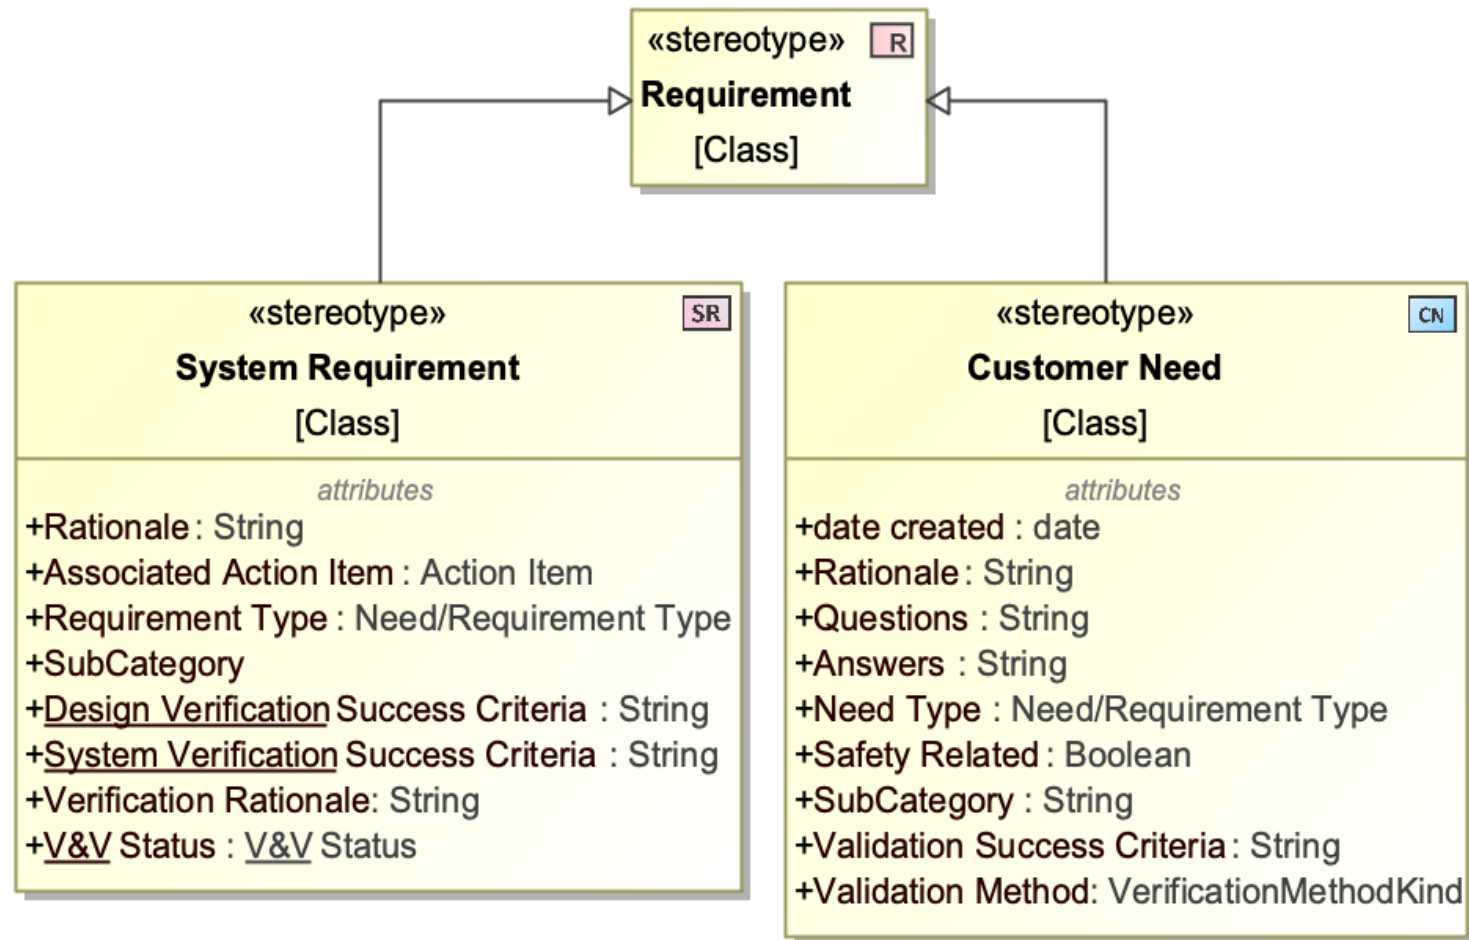 «stereotype» R
Requirement
[Class]
«stereotype» SR
System Requirement
[Class]
attributes
+Rationale : String
+Associated Action Item : Action Item
+Requirement Type : Need/Requirement Type
+SubCategory
+Design Verification Success Criteria : String
+System Verification Success Criteria : String
+Verification Rationale: String
+V&V Status : V&V Status
«stereotype» CN
Customer Need
[Class]
attributes
+date created : date
+Rationale : String
+Questions : String
+Answers : String
+Need Type : Need/Requirement Type
+Safety Related : Boolean
+SubCategory : String
+Validation Success Criteria : String
+Validation Method: VerificationMethodKind